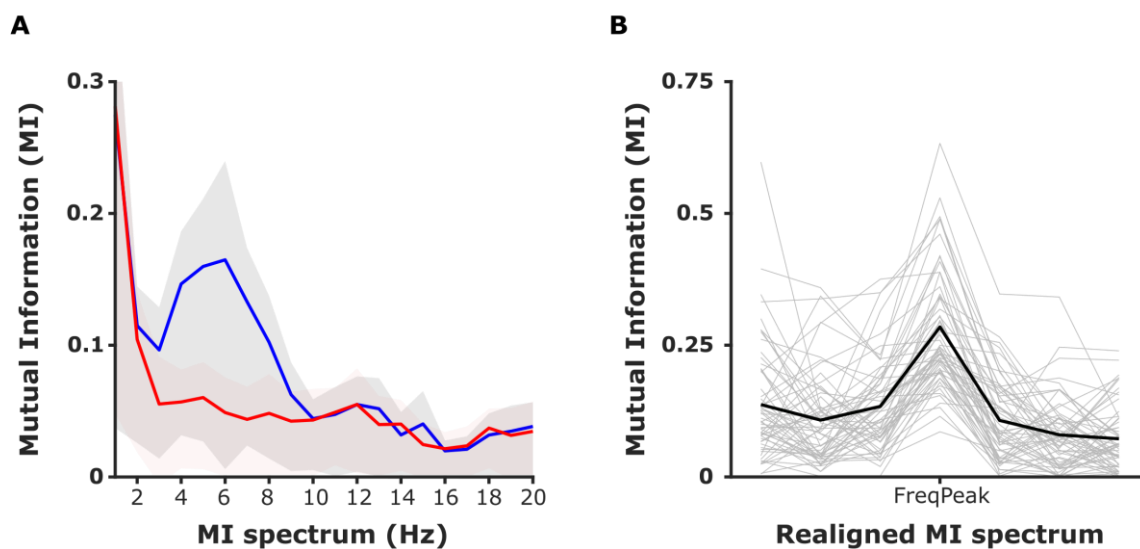 A
B
0.3
0.2
0.1
0
Mutual Information (MI)
2 4 6 8 10 12 14 16 18 20
MI spectrum (Hz)
0.75
0.5
0.25
0
Mutual Information (MI)
FreqPeak
Realigned MI spectrum